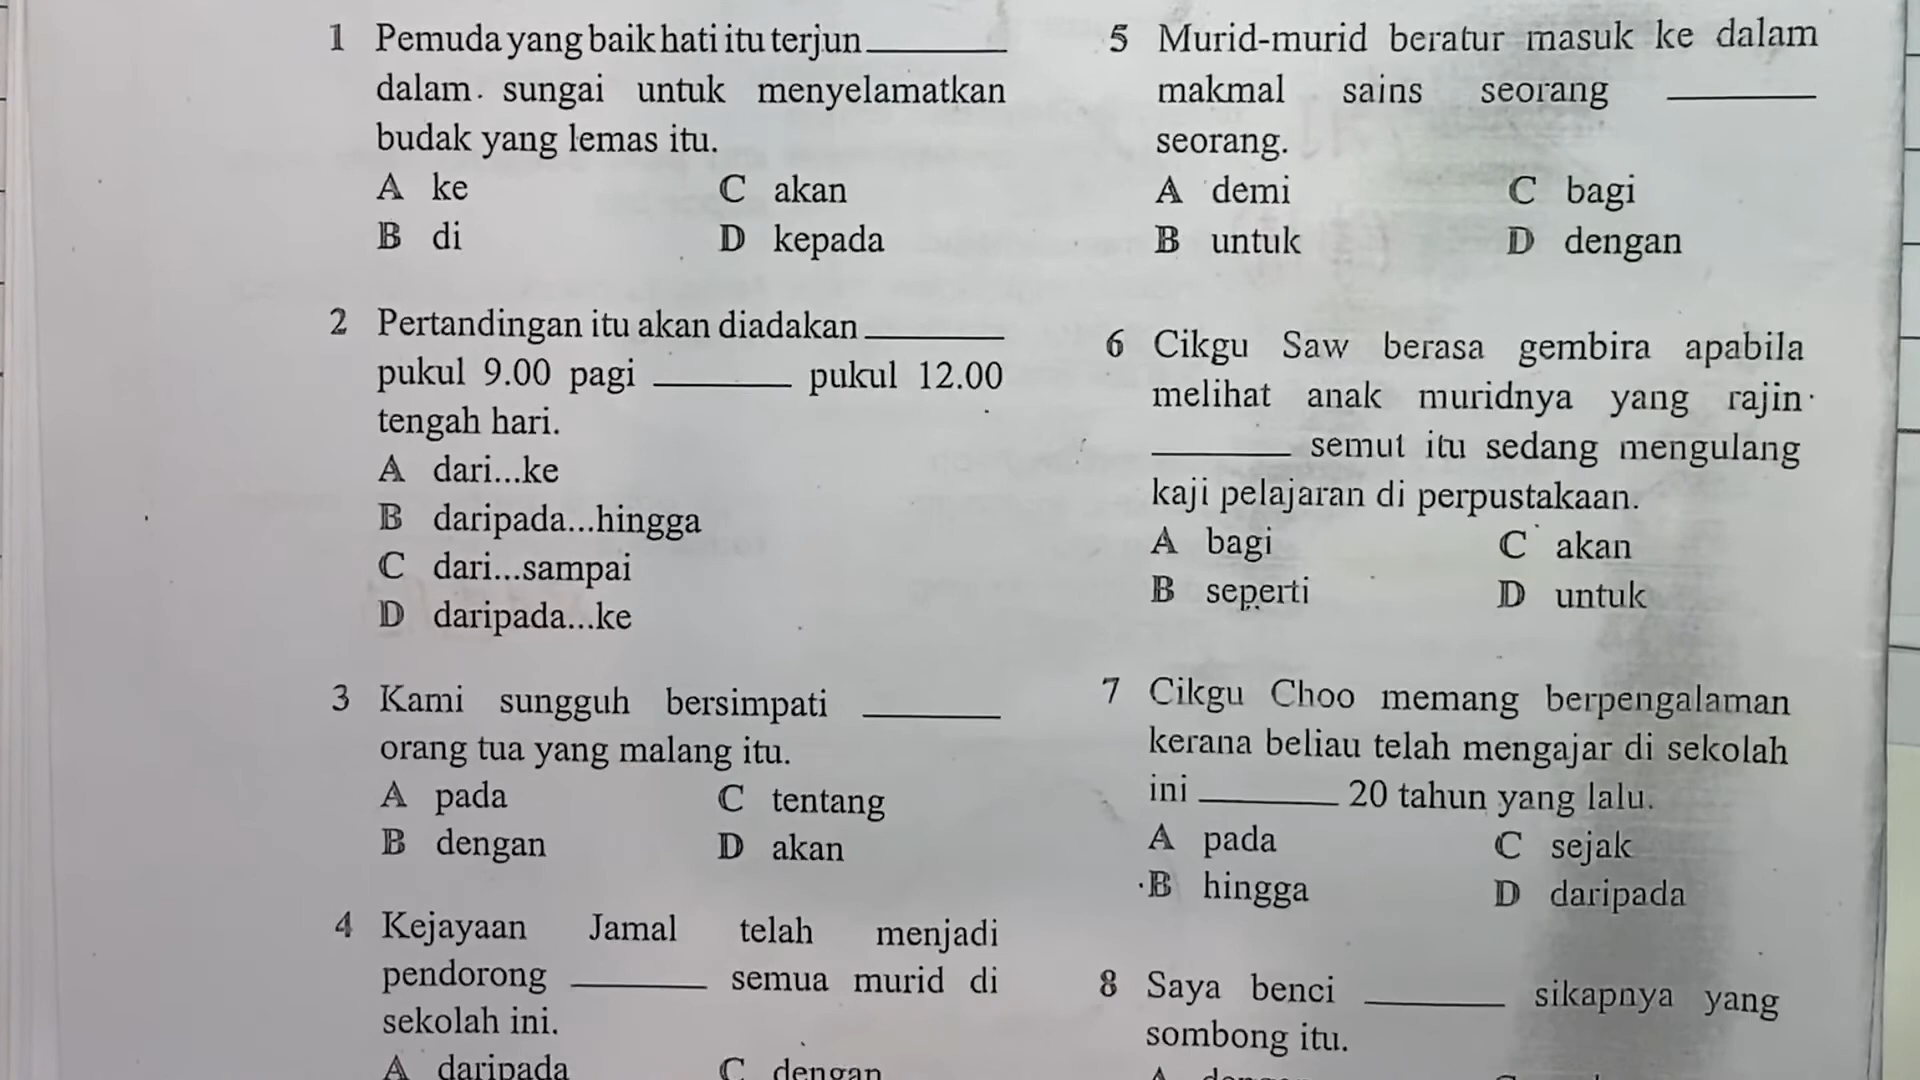 1 Pemuda yang baik hati itu terjun ________
dalam sungai untuk menyelamatkan
budak yang lemas itu.
A ke C akan
B di D kepada
2 Pertandingan itu akan diadakan ________
pukul 9.00 pagi ________ pukul 12.00
tengah hari.
A dari...ke
B daripada...hingga
C dari...sampai
D daripada...ke
3 Kami sungguh bersimpati ________
orang tua yang malang itu.
A pada C tentang
B dengan D akan
4 Kejayaan Jamal telah menjadi
pendorong ________ semua murid di
sekolah ini.
A daripada C dengan
5 Murid-murid beratur masuk ke dalam
makmal sains seorang ________
seorang.
A demi C bagi
B untuk D dengan
6 Cikgu Saw berasa gembira apabila
melihat anak muridnya yang rajin
________ semut itu sedang mengulang
kaji pelajaran di perpustakaan.
A bagi C akan
B seperti D untuk
7 Cikgu Choo memang berpengalaman
kerana beliau telah mengajar di sekolah
ini ________ 20 tahun yang lalu.
A pada C sejak
B hingga D daripada
8 Saya benci ________ sikapnya yang
sombong itu.